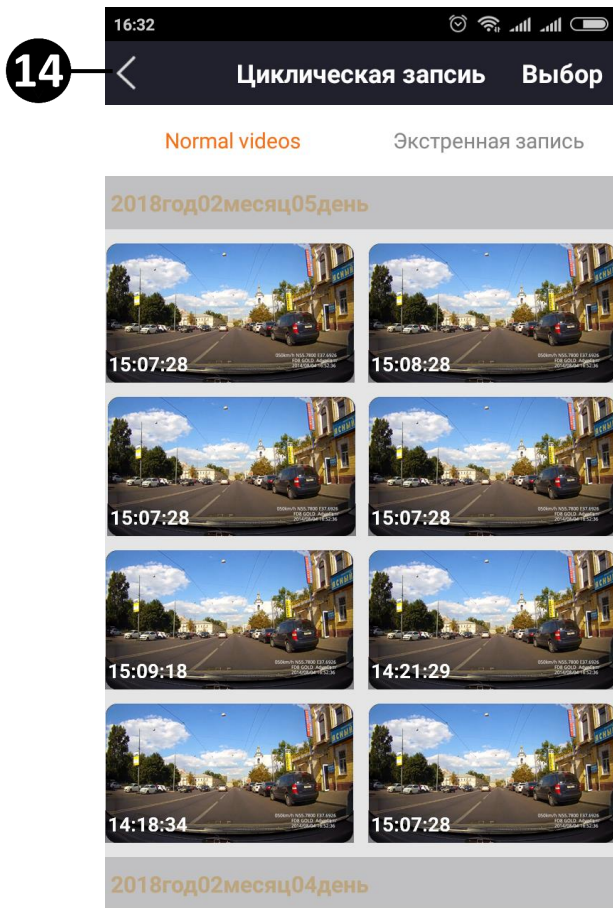 16:32
14
Циклическая запсиь Выбор
Normal videos Экстренная запись
2018год02месяц05день
15:07:28 15:08:28
15:07:28 15:07:28
15:09:18 14:21:29
14:18:34 15:07:28
2018год02месяц04день